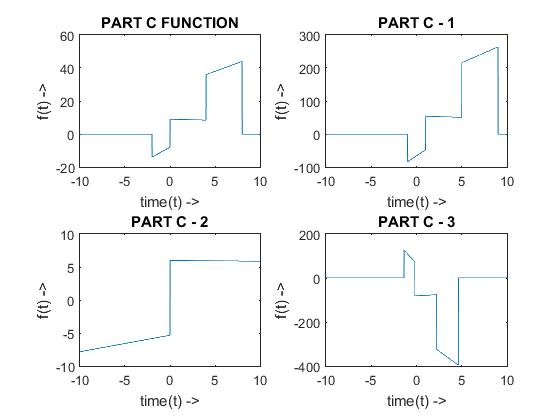 PART C FUNCTION
60
40
20
0
-20
-10 -5 0 5 10
f(t) ->
time(t) ->
PART C - 1
300
200
100
0
-100
-10 -5 0 5 10
f(t) ->
time(t) ->
PART C - 2
10
5
0
-5
-10
-10 -5 0 5 10
f(t) ->
time(t) ->
PART C - 3
200
0
-200
-400
-10 -5 0 5 10
f(t) ->
time(t) ->